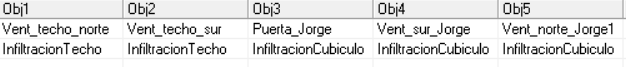 Obj1 Obj2 Obj3 Obj4 Obj5
Vent_techo_norte Vent_techo_sur Puerta_Jorge Vent_sur_Jorge Vent_norte_Jorge1
InfiltracionTecho InfiltracionTecho InfiltracionCubiculo InfiltracionCubiculo InfiltracionCubiculo